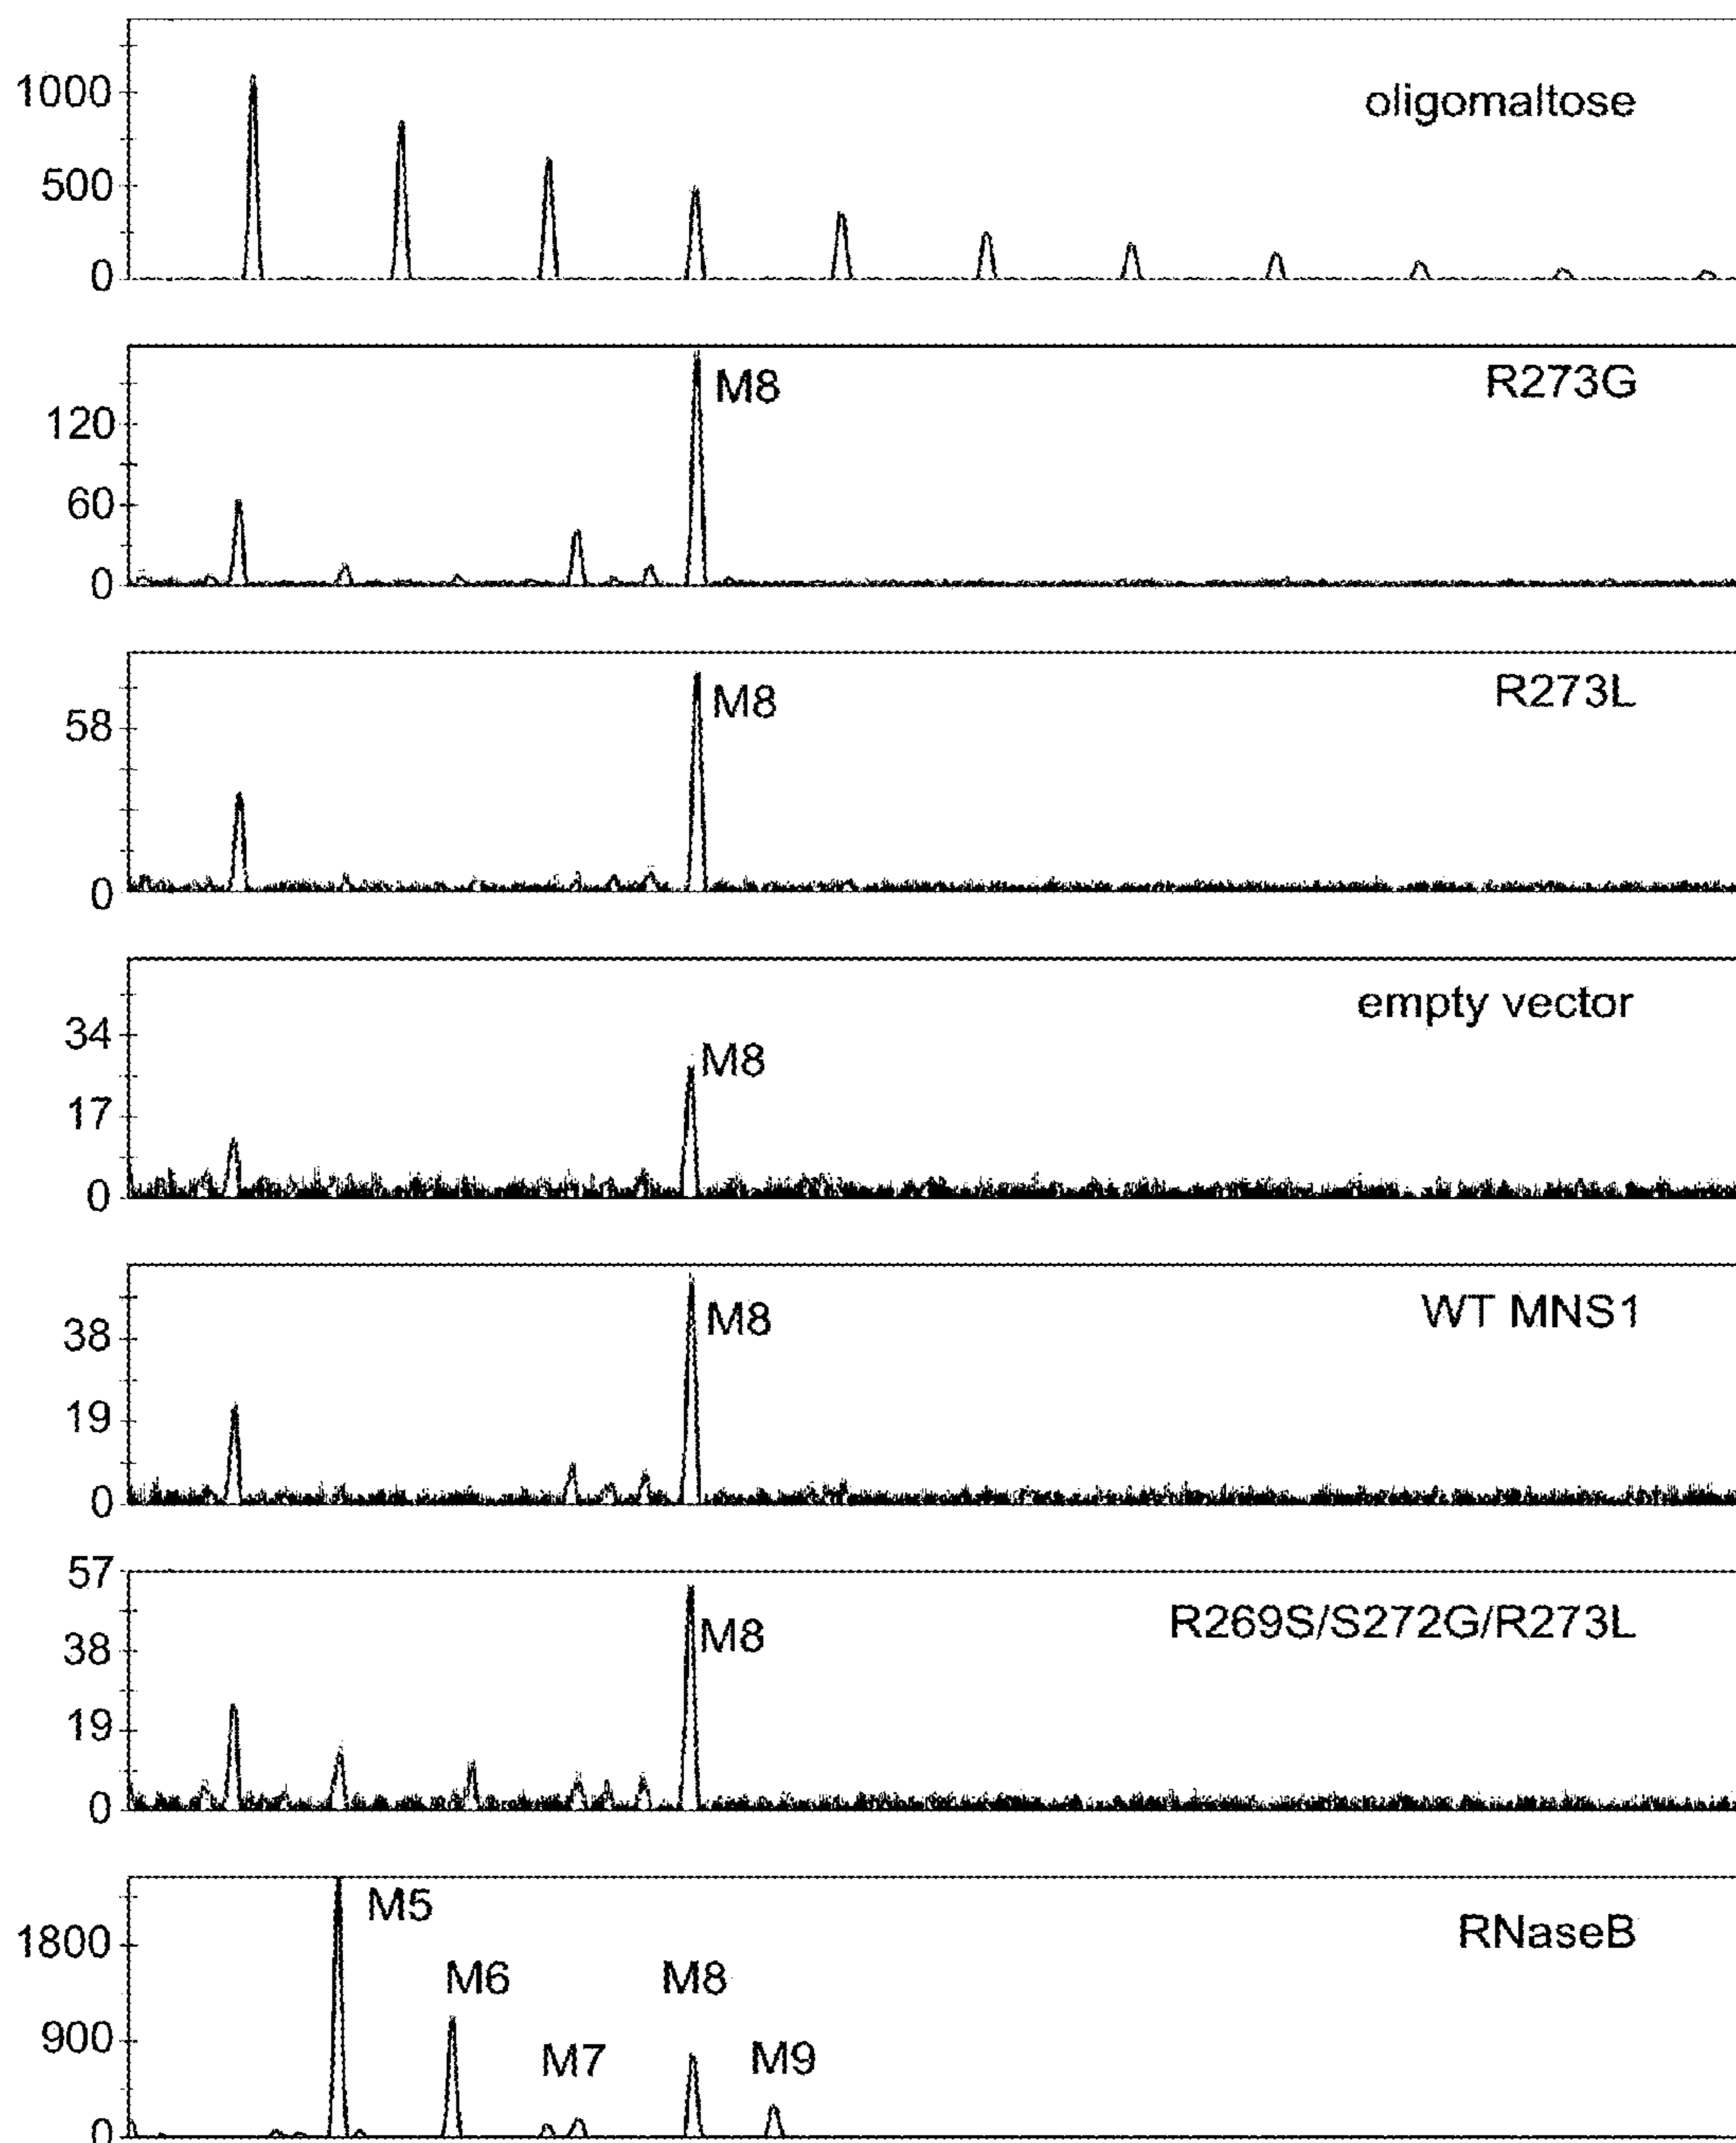 oligomaltose
1000
500
0
R273G
M8
120
60
0
R273L
M8
58
0
empty vector
34
M8
17
0
WT MNS1
M8
38
19
0
57
R269S/S272G/R273L
M8
38
19
0
M5
RNaseB
1800
M6 M8
900
M7 M9
0